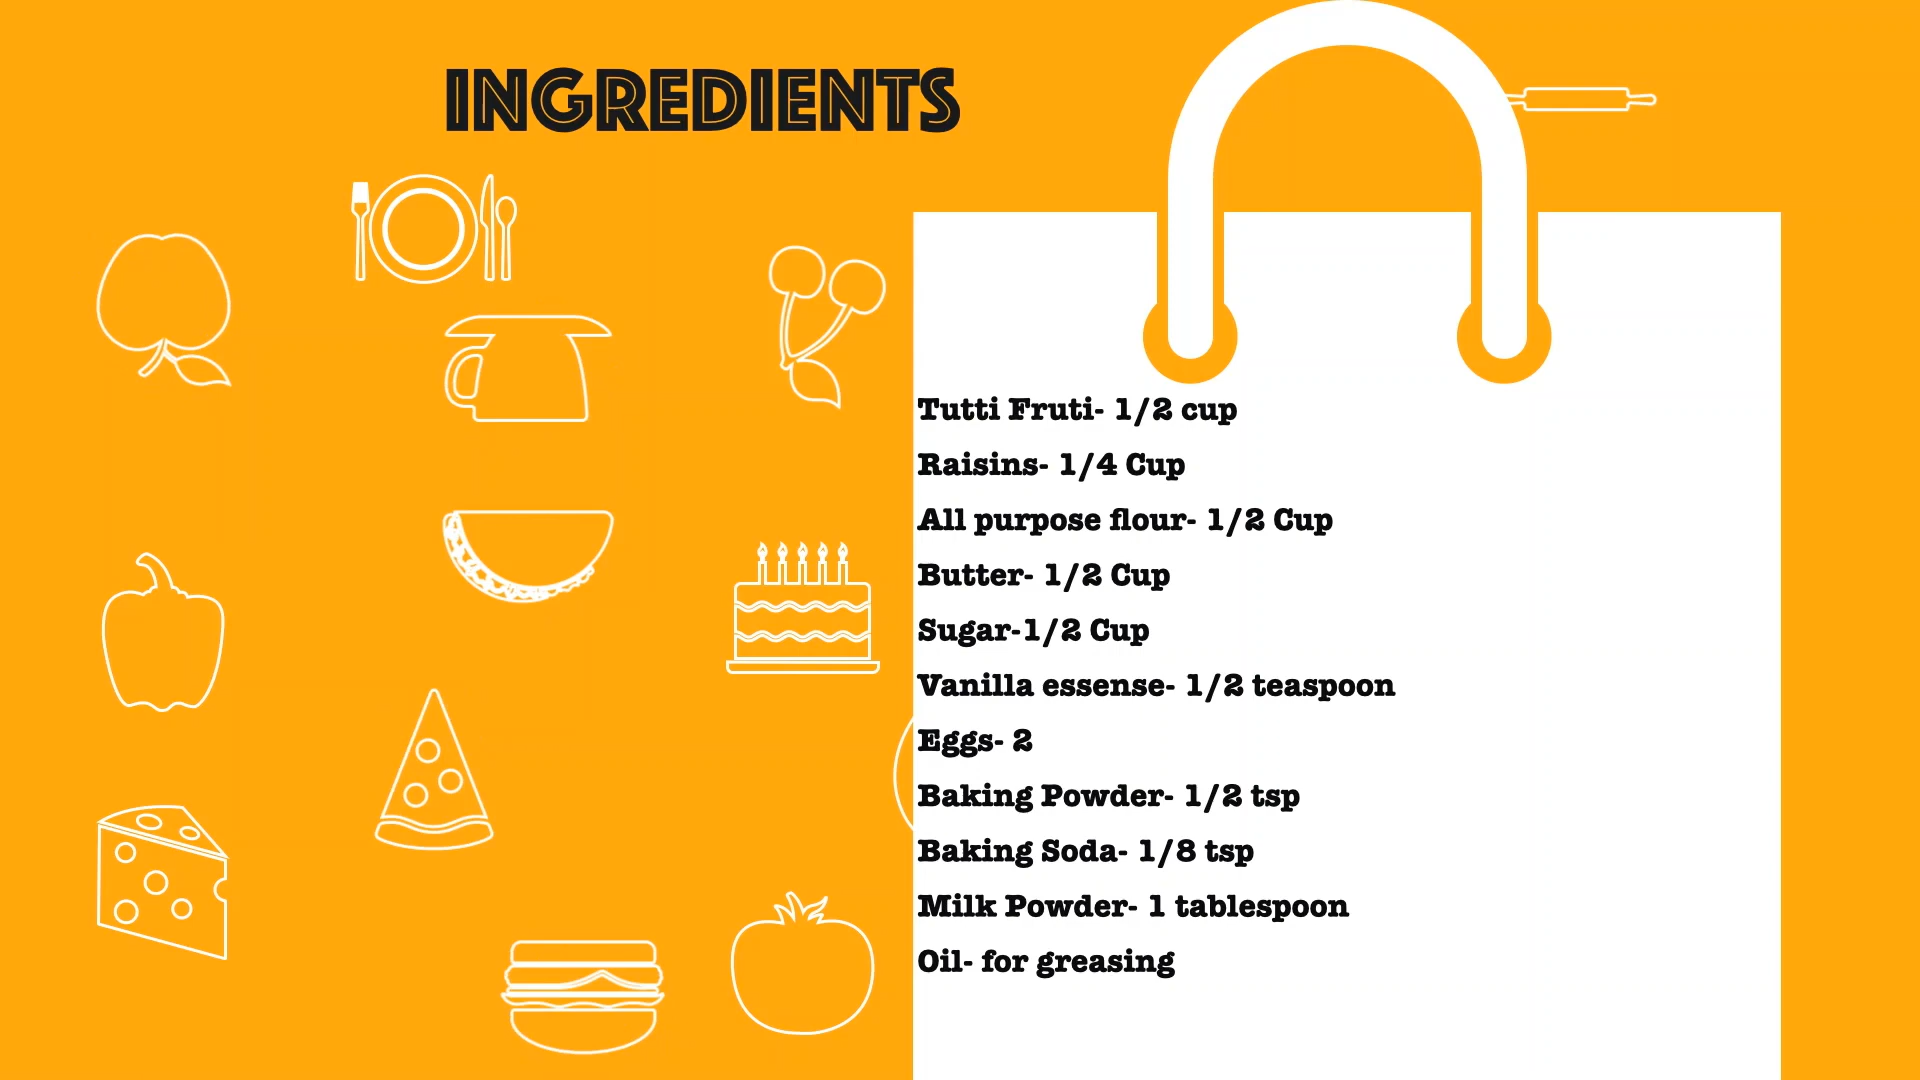 INGREDIENTS
Tutti Fruti- 1/2 cup
Raisins- 1/4 Cup
All purpose flour- 1/2 Cup
Butter- 1/2 Cup
Sugar-1/2 Cup
Vanilla essense- 1/2 teaspoon
Eggs- 2
Baking Powder- 1/2 tsp
Baking Soda- 1/8 tsp
Milk Powder- 1 tablespoon
Oil- for greasing